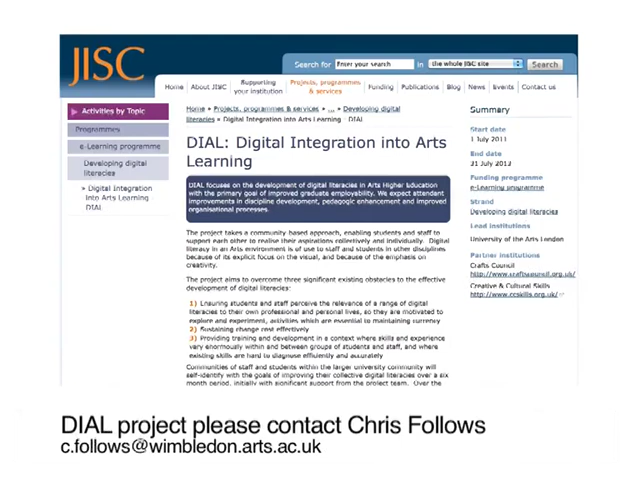 JISC
Search for Enter your search in the whole JISC site Search
Home About JISC Supporting your institution Projects, programmes & services Funding Publications Blog News Events Contact us
Activities by Topic
Programmes
e-Learning programme
Developing digital
literacies
» Digital Integration
into Arts Learning
DIAL
Home » Projects, programmes & services » ... » Developing digital
literacies » Digital Integration into Arts Learning - DIAL
DIAL: Digital Integration into Arts
Learning
DIAL focuses on the development of digital literacies in Arts Higher Education
with the primary goal of improved graduate employability. We expect attendant
improvements in discipline development, pedagogic enhancement and improved
organisational processes.
The project takes a community based approach, enabling students and staff to
support each other to realise their aspirations collectively and individually. Digital
literacy in an Arts environment is of use to staff and students in other disciplines
because of its explicit focus on the visual, and because of the emphasis on
creativity.
The project aims to overcome three significant existing obstacles to the effective
development of digital literacies:
1) Ensuring students and staff perceive the relevance of a range of digital
literacies to their own professional and personal lives, so they are motivated to
explore and experiment, activities which are essential to maintaining currency
2) Sustaining change cost effectively
3) Providing training and development in a context where skills and experience
vary enormously within and between groups of students and staff, and where
existing skills are hard to diagnose efficiently and accurately
Communities of staff and students within the larger university community will
self-identify with the goals of improving their collective digital literacies over a six
month period, initially with significant support from the project team. Over the
Summary
Start date
1 July 2011
End date
31 July 2013
Funding programme
e-Learning programme
Strand
Developing digital literacies
Lead institutions
University of the Arts London
Partner institutions
Crafts Council
http://www.craftscouncil.org.uk/
Creative & Cultural Skills
http://www.ccskills.org.uk/
DIAL project please contact Chris Follows
c.follows@wimbledon.arts.ac.uk